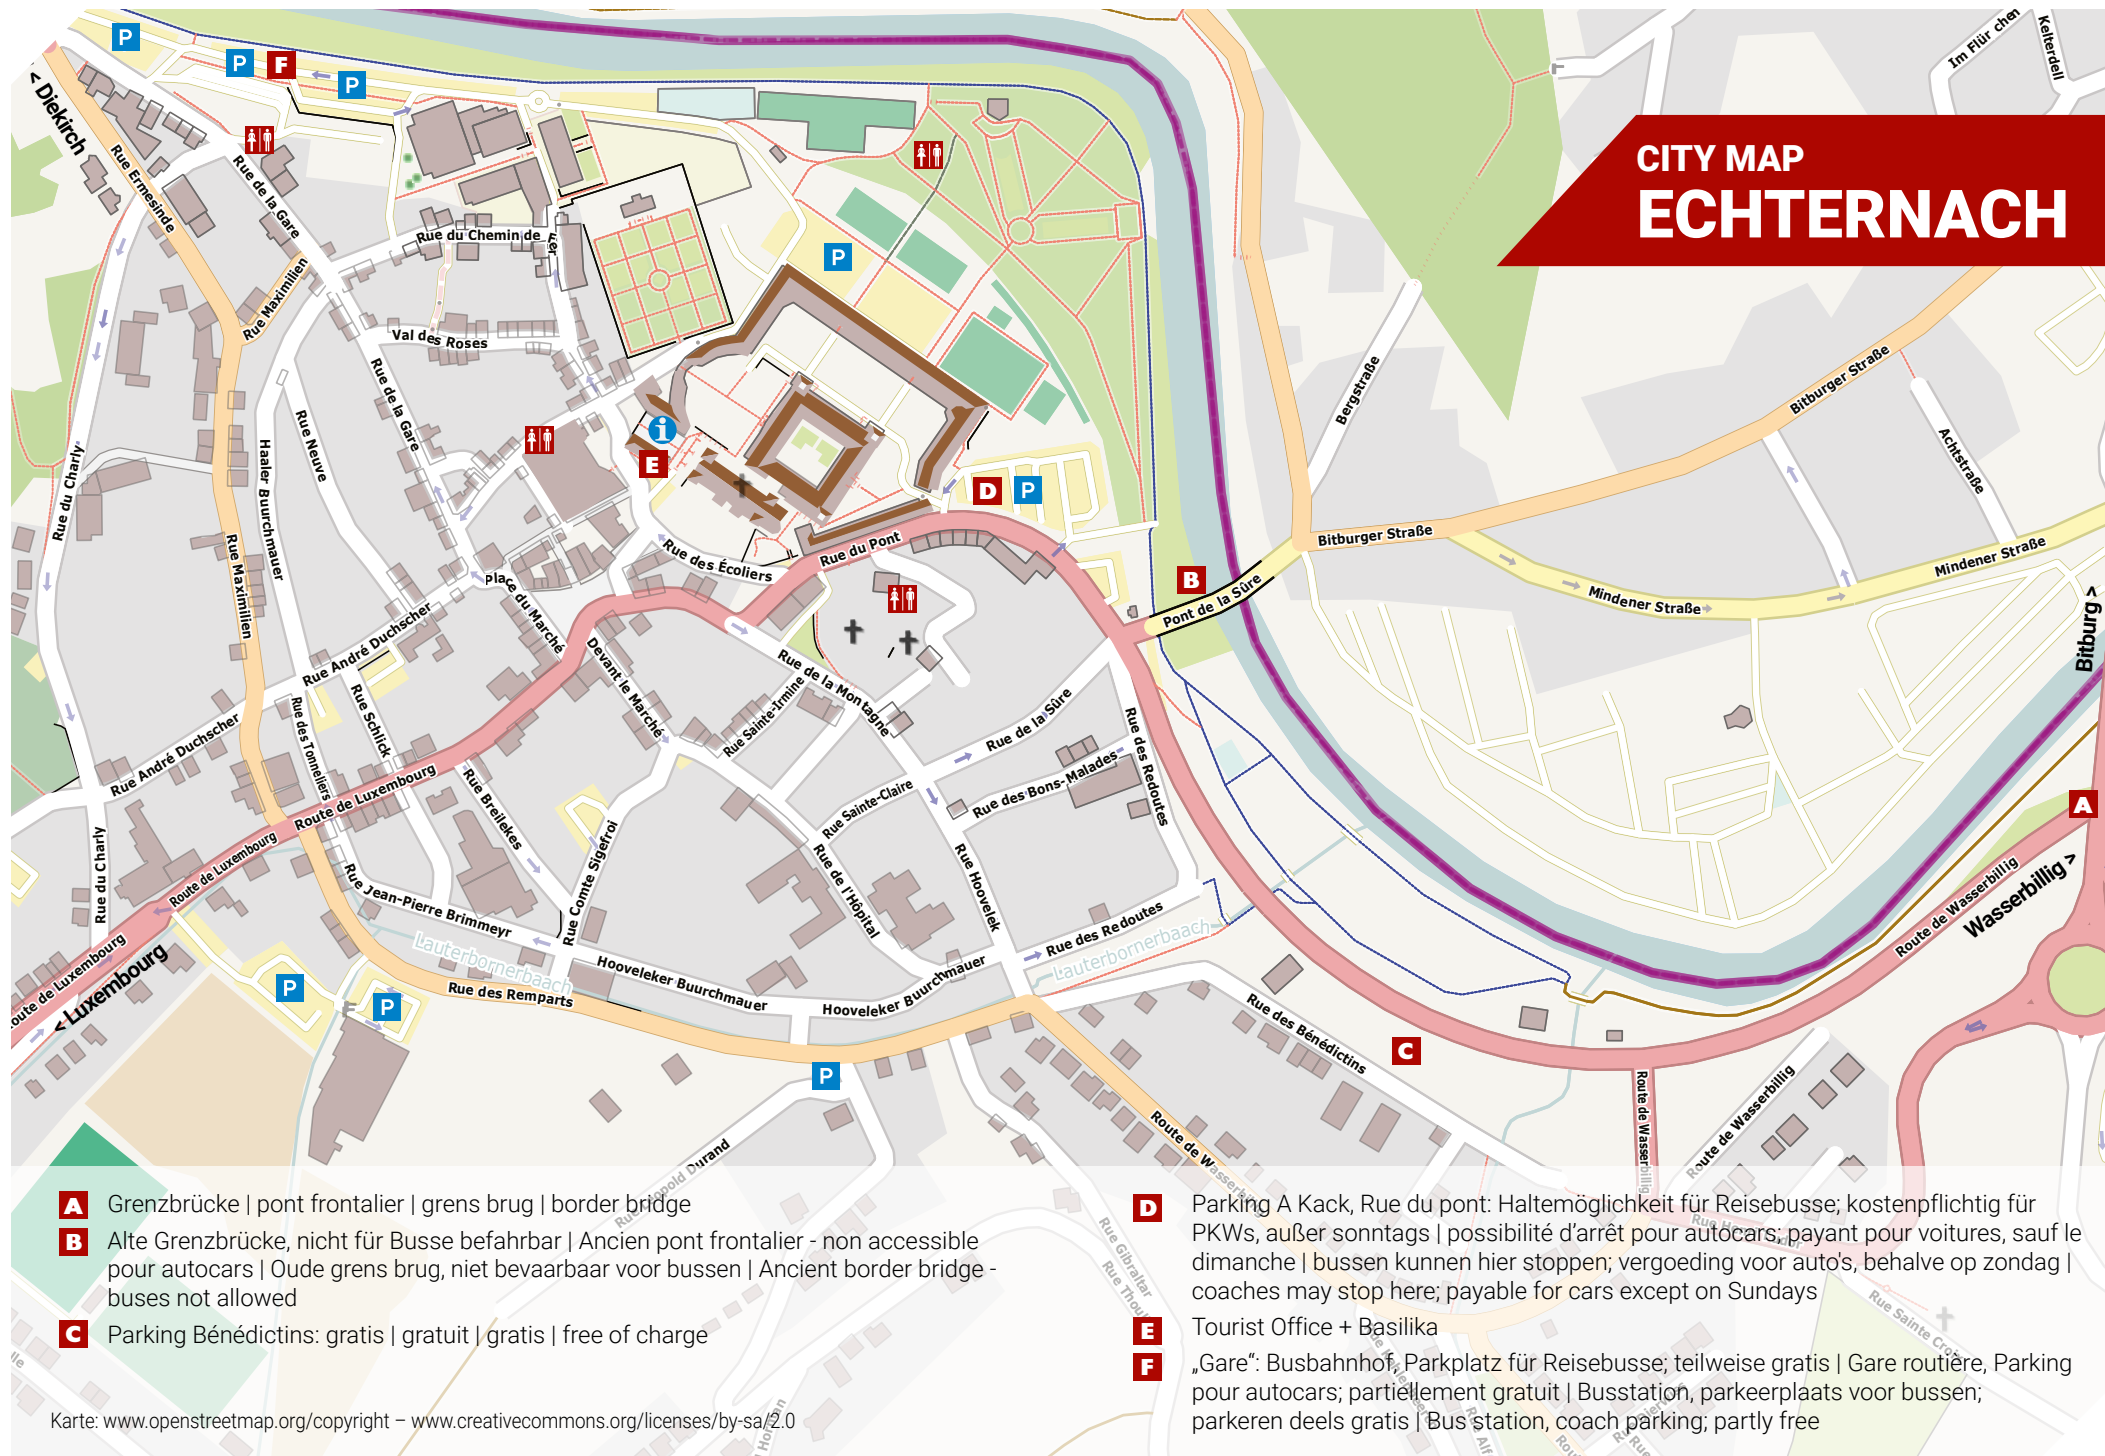 CITY MAP
ECHTERNACH
P
P
F
P
< Diekirch
Rue Ermesinde
Rue de la Gare
Rue du Chemin de Fer
Rue Maximilien
Val des Roses
Rue de la Gare
Rue Neuve
Haaler Buurchmauer
Rue du Charly
Rue Maximilien
P
i
E
D
P
Rue du Pont
Rue des Écoliers
Place du Marché
Rue André Duchscher
Devant le Marché
Rue de la Montagne
Rue Sainte-Irmine
Rue Schlick
Rue des Tonneliers
Rue André Duchscher
Route de Luxembourg
Rue Breilekes
Rue Comte Sigefroi
Rue Sainte-Claire
Rue de la Sûre
Rue des Bons-Malades
Rue des Redoutes
Rue Hoovelek
Rue de l'Hôpital
Rue du Charly
Route de Luxembourg
Rue Jean-Pierre Brimmeyr
Lauterbornerbaach
Rue des Redoutes
Lauterbornerbaach
Hooveleker Buurchmauer
Hooveleker Buurchmauer
Route de Luxembourg
< Luxembourg
P
P
Rue des Remparts
P
Rue des Bénédictins
C
Route de Wasserbillig
Route de Wasserbillig
Route de Wasserbillig
Route de Wasserbillig
Wasserbillig >
A
Bitburg >
B
Pont de la Sûre
Bitburger Straße
Bitburger Straße
Bergstraße
Achtstraße
Mindener Straße
Mindener Straße
Im Flürchen
Kelterdell
Rue Léopold Durand
Rue Gibraltar
Rue Sainte Croix
A Grenzbrücke | pont frontalier | grens brug | border bridge
B Alte Grenzbrücke, nicht für Busse befahrbar | Ancien pont frontalier - non accessible
pour autocars | Oude grens brug, niet bevaarbaar voor bussen | Ancient border bridge -
buses not allowed
C Parking Bénédictins: gratis | gratuit | gratis | free of charge
Karte: www.openstreetmap.org/copyright – www.creativecommons.org/licenses/by-sa/2.0
D Parking A Kack, Rue du pont: Haltemöglichkeit für Reisebusse; kostenpflichtig für
PKWs, außer sonntags | possibilité d'arrêt pour autocars; payant pour voitures, sauf le
dimanche | bussen kunnen hier stoppen; vergoeding voor auto's, behalve op zondag |
coaches may stop here; payable for cars except on Sundays
E Tourist Office + Basilika
F „Gare“: Busbahnhof, Parkplatz für Reisebusse; teilweise gratis | Gare routière, Parking
pour autocars; partiellement gratuit | Busstation, parkeerplaats voor bussen;
parkeren deels gratis | Bus station, coach parking; partly free